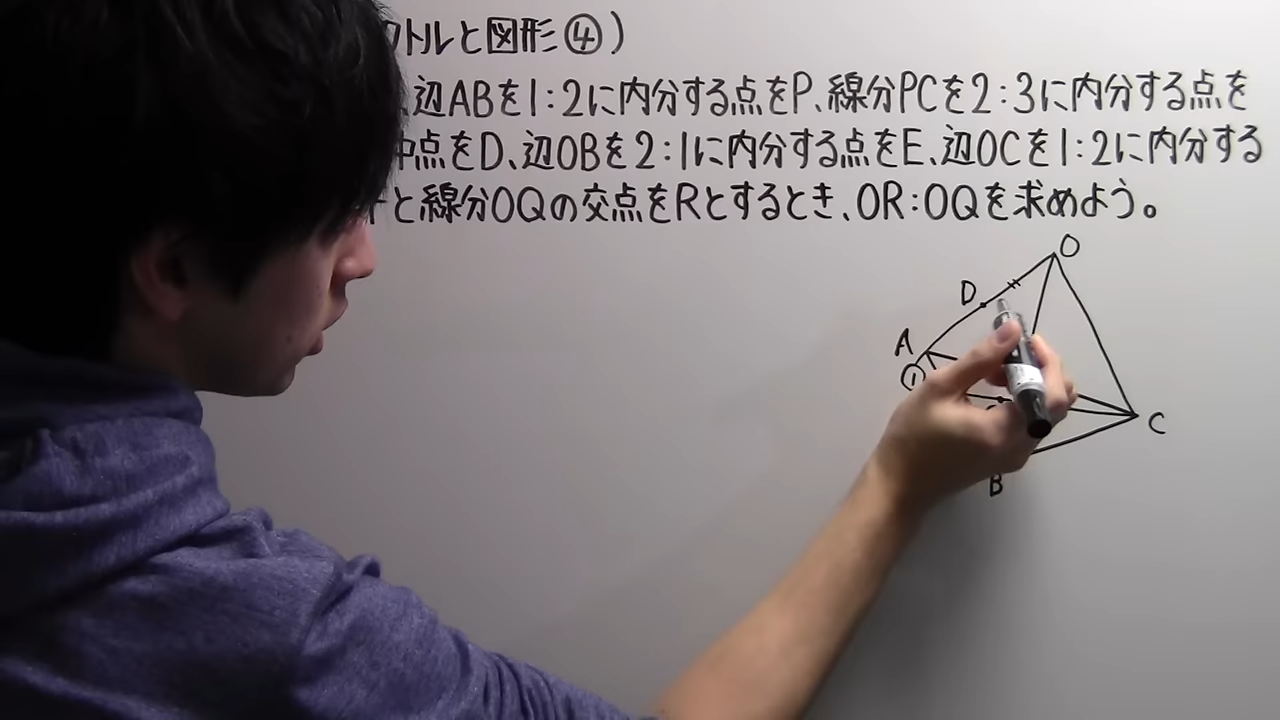 クトルと図形④)
辺ABを1:2に内分する点をP、線分PCを2:3に内分する点を
中点をD、辺OBを2:1に内分する点をE、辺OCを1:2に内分する
と線分OQの交点をRとするとき、OR:OQを求めよう。
O
D
A
①
C
B